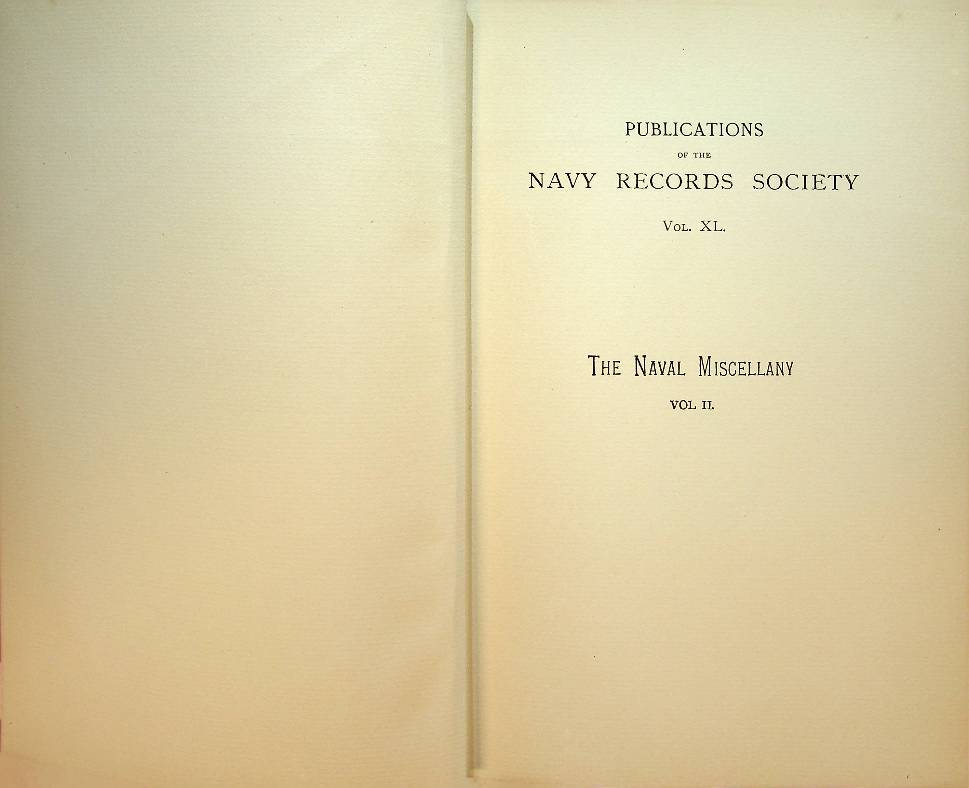 PUBLICATIONS
OF THE
NAVY RECORDS SOCIETY
VOL. XL.
THE NAVAL MISCELLANY
VOL II.